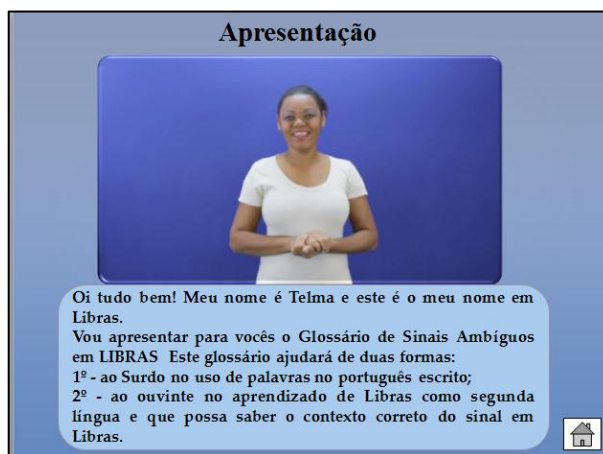 Apresentação
Oi tudo bem! Meu nome é Telma e este é o meu nome em
Libras.
Vou apresentar para vocês o Glossário de Sinais Ambíguos
em LIBRAS Este glossário ajudará de duas formas:
1º - ao Surdo no uso de palavras no português escrito;
2º - ao ouvinte no aprendizado de Libras como segunda
língua e que possa saber o contexto correto do sinal em
Libras.